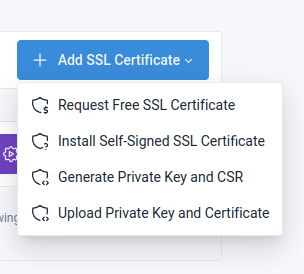 Add SSL Certificate
Request Free SSL Certificate
Install Self-Signed SSL Certificate
Generate Private Key and CSR
Upload Private Key and Certificate